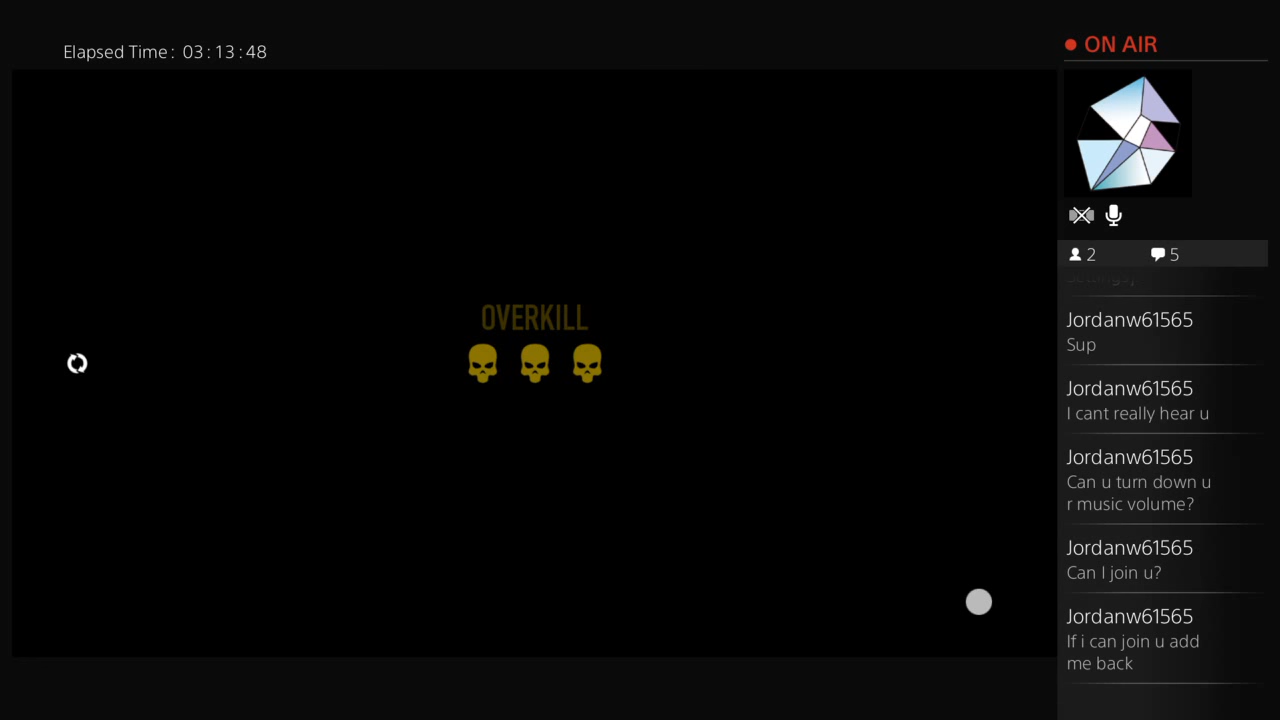 Elapsed Time: 03:13:48
ON AIR
2 5
Settings].
Jordanw61565
Sup
Jordanw61565
I cant really hear u
Jordanw61565
Can u turn down u
r music volume?
Jordanw61565
Can I join u?
Jordanw61565
If i can join u add
me back
OVERKILL